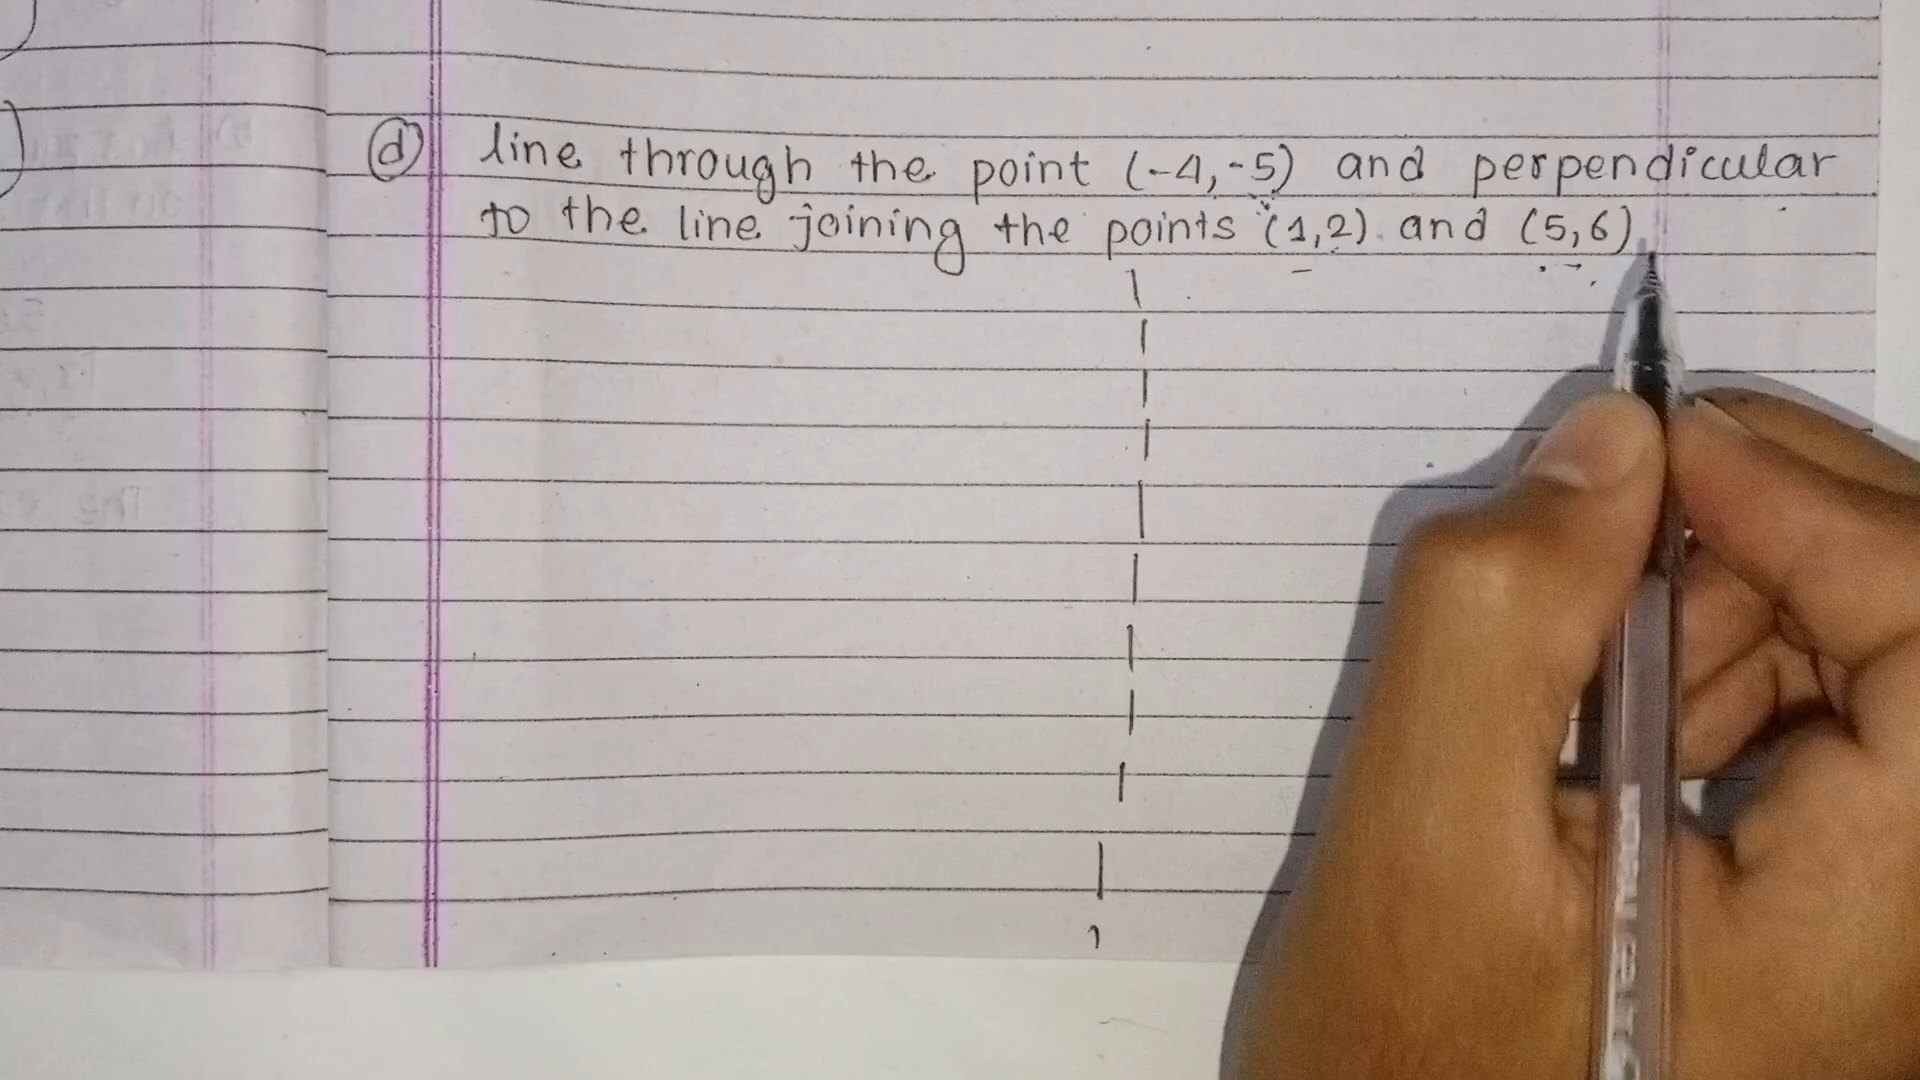 (d) line through the point (-4,-5) and perpendicular
to the line joining the points (1,2) and (5,6)